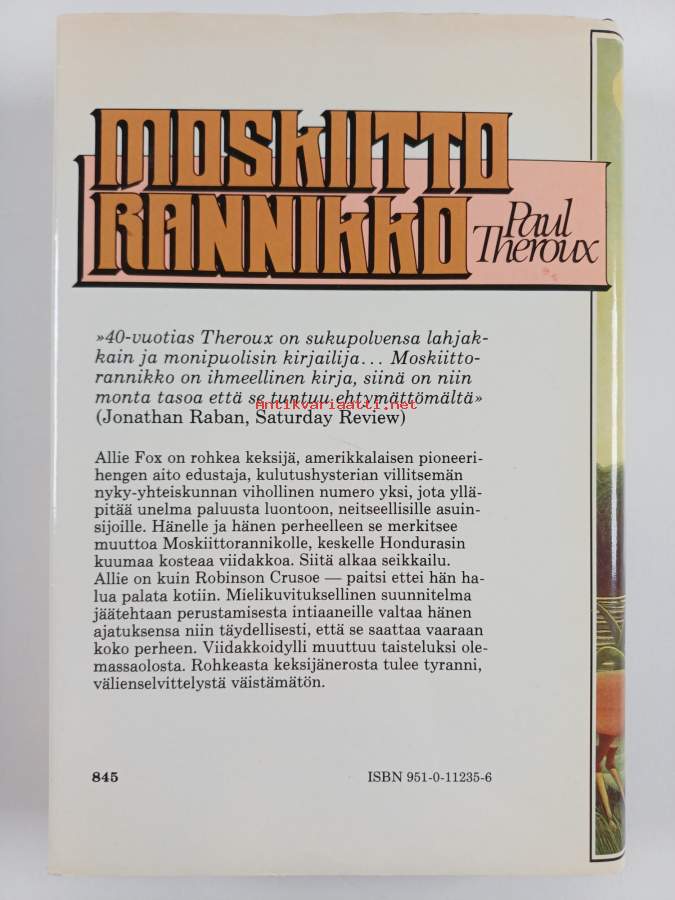 MOSKIITTO
RANNIKKO
Paul
Theroux
»40-vuotias Theroux on sukupolvensa lahjak-
kain ja monipuolisin kirjailija... Moskiitto-
rannikko on ihmeellinen kirja, siinä on niin
monta tasoa että se tuntuu ehtymättömältä»
Antikvariaatti.net
(Jonathan Raban, Saturday Review)
Allie Fox on rohkea keksijä, amerikkalaisen pioneeri-
hengen aito edustaja, kulutushysterian villitsemän
nyky-yhteiskunnan vihollinen numero yksi, jota yllä-
pitää unelma paluusta luontoon, neitseellisille asuin-
sijoille. Hänelle ja hänen perheelleen se merkitsee
muuttoa Moskiittorannikolle, keskelle Hondurasin
kuumaa kosteaa viidakkoa. Siitä alkaa seikkailu.
Allie on kuin Robinson Crusoe — paitsi ettei hän ha-
lua palata kotiin. Mielikuvituksellinen suunnitelma
jäätehtaan perustamisesta intiaaneille valtaa hänen
ajatuksensa niin täydellisesti, että se saattaa vaaraan
koko perheen. Viidakkoidylli muuttuu taisteluksi ole-
massaolosta. Rohkeasta keksijänerosta tulee tyranni,
välienselvittelystä väistämätön.
845
ISBN 951-0-11235-6